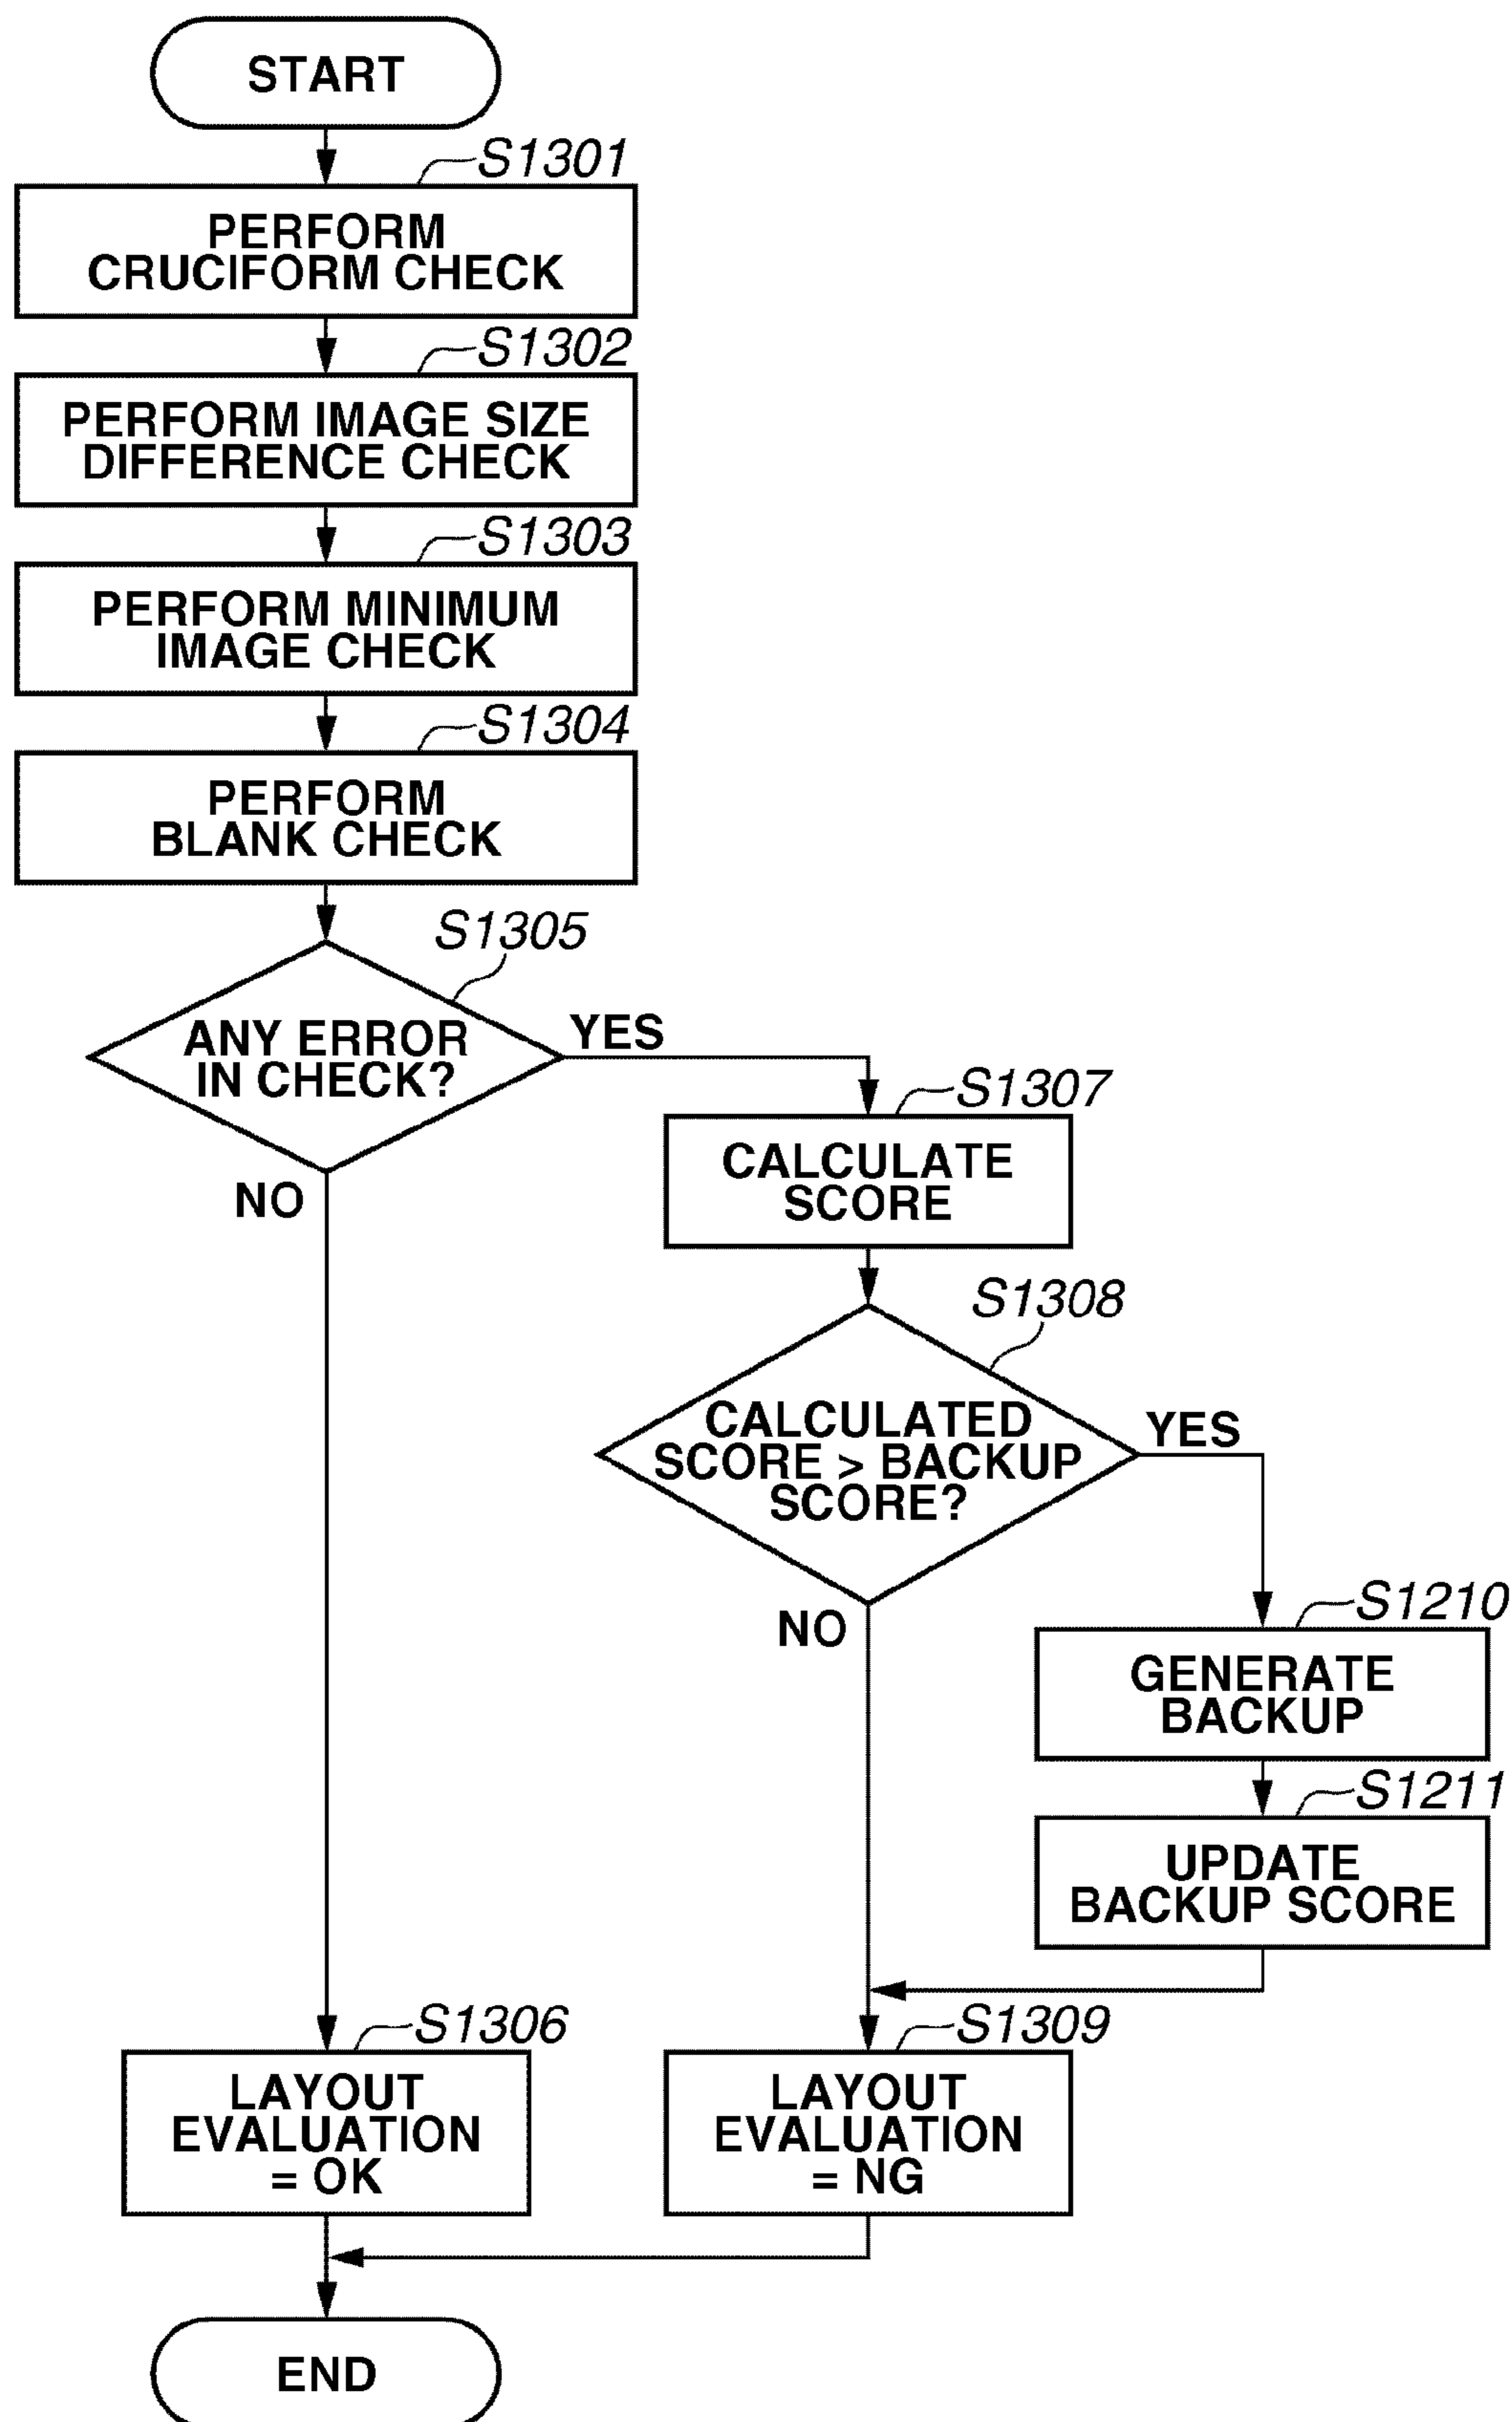 START
S1301
PERFORM
CRUCIFORM CHECK
S1302
PERFORM IMAGE SIZE
DIFFERENCE CHECK
S1303
PERFORM MINIMUM
IMAGE CHECK
S1304
PERFORM
BLANK CHECK
S1305
ANY ERROR
IN CHECK?
YES
NO
S1307
CALCULATE
SCORE
S1308
CALCULATED
SCORE > BACKUP
SCORE?
YES
NO
S1210
GENERATE
BACKUP
S1211
UPDATE
BACKUP SCORE
S1306
LAYOUT
EVALUATION
= OK
S1309
LAYOUT
EVALUATION
= NG
END